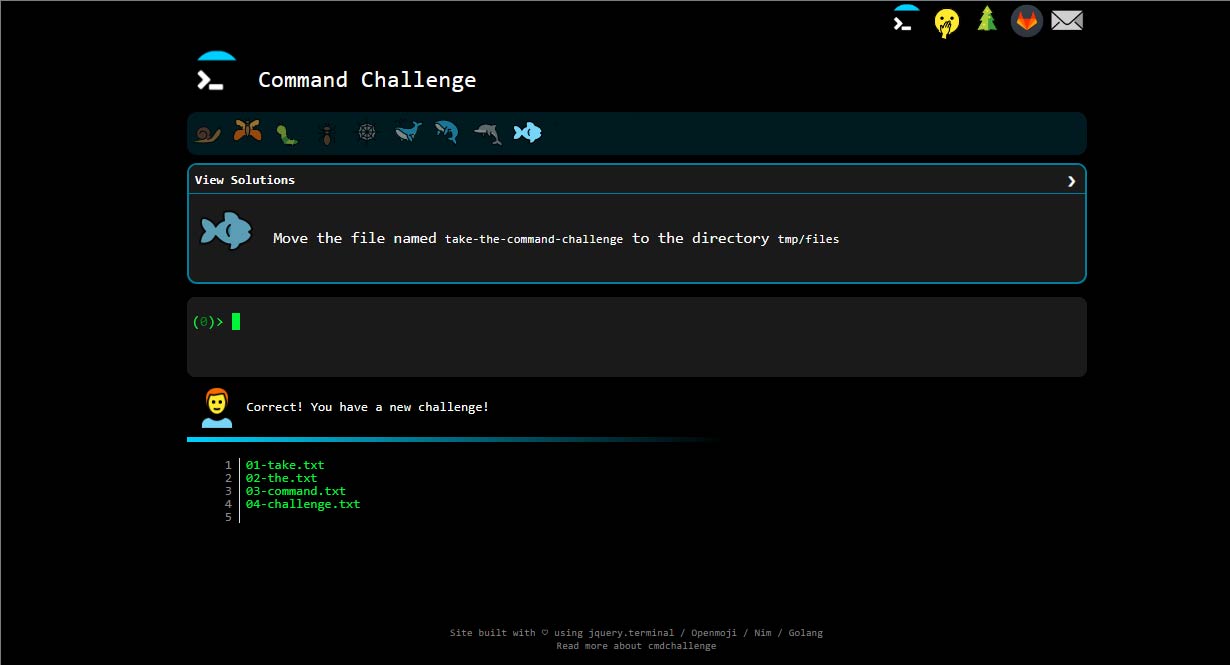 Command Challenge
View Solutions
Move the file named take-the-command-challenge to the directory tmp/files
(0)>
Correct! You have a new challenge!
1 01-take.txt
2 02-the.txt
3 03-command.txt
4 04-challenge.txt
5
Site built with ♡ using jquery.terminal / Openmoji / Nim / Golang
Read more about cmdchallenge